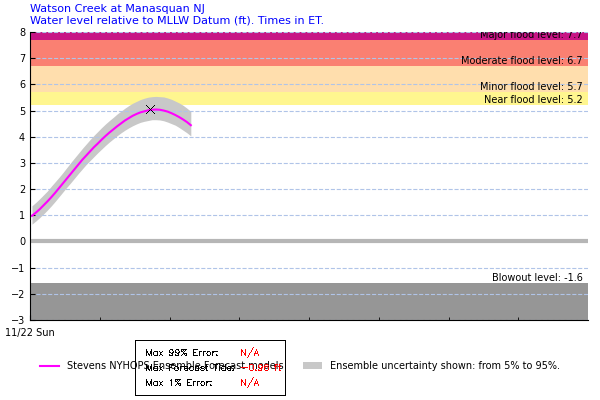 Watson Creek at Manasquan NJ
Water level relative to MLLW Datum (ft). Times in ET.
8
Major flood level: 7.7
7
Moderate flood level: 6.7
6
Minor flood level: 5.7
Near flood level: 5.2
5
4
3
2
1
0
−1
Blowout level: -1.6
−2
−3
11/22 Sun
Max 99% Error: N/A
Stevens NYHOPS Ensemble Forecast models
Max Forecast Tide:
Ensemble uncertainty shown: from 5% to 95%.
Max 1% Error: N/A